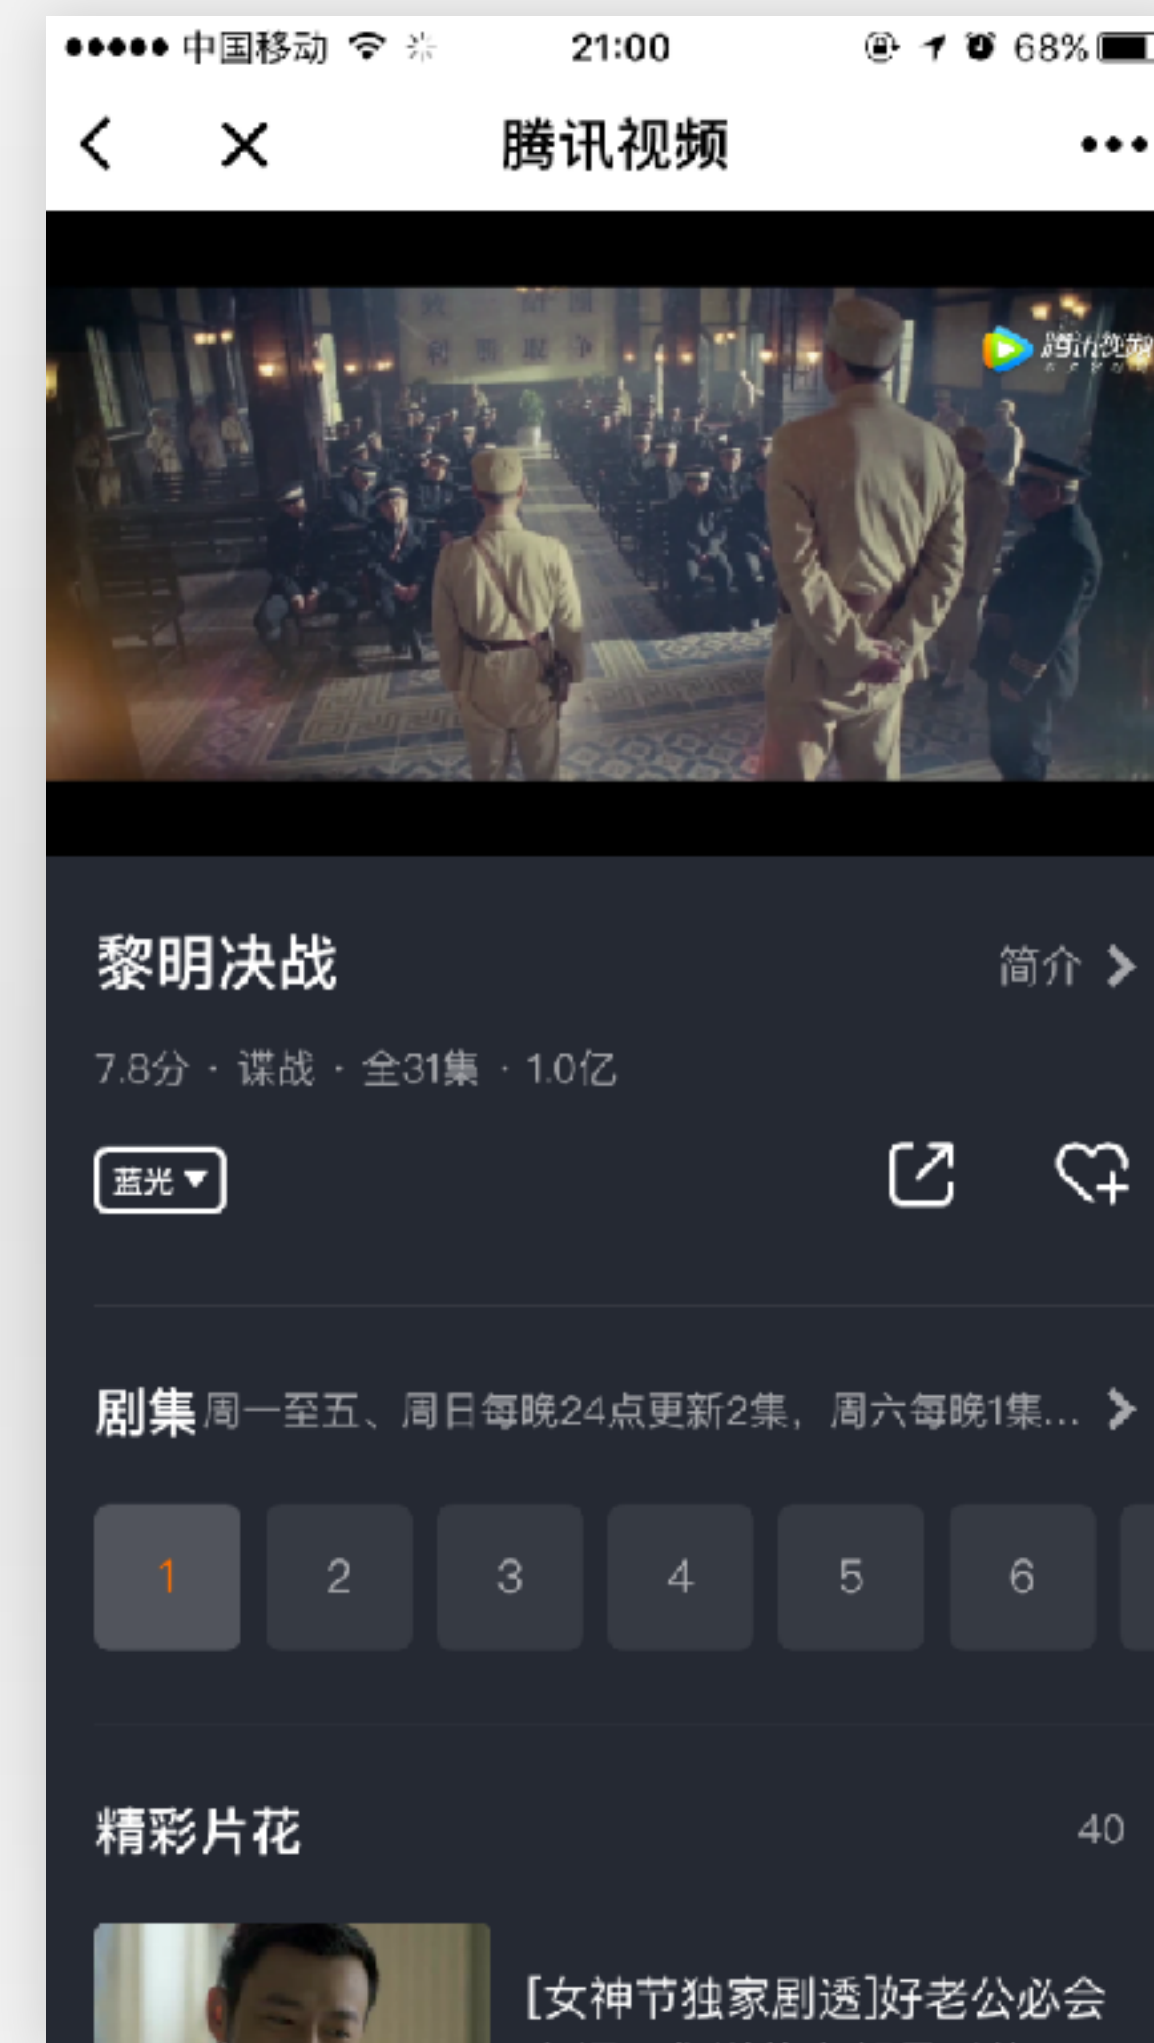 中国移动 21:00 68%
腾讯视频
腾讯视频
黎明决战 简介
7.8分 · 谍战 · 全31集 · 1.0亿
蓝光
剧集 周一至五、周日每晚24点更新2集，周六每晚1集...
1 2 3 4 5 6
精彩片花 40
[女神节独家剧透]好老公必会